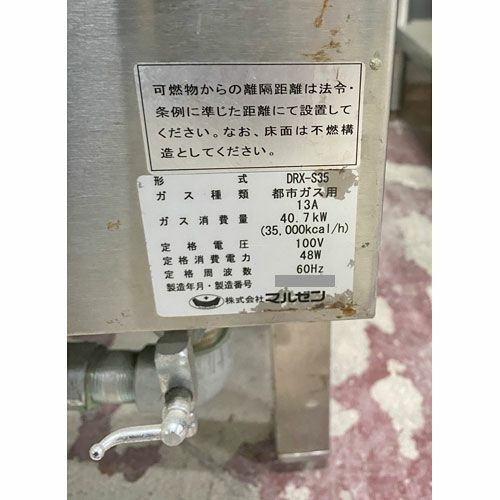 可燃物からの離隔距離は法令・
条例に準じた距離にて設置して
ください。なお、床面は不燃構
造としてください。
形式 DRX-S35
ガス種類 都市ガス用
13A
ガス消費量 40.7kW
(35,000kcal/h)
定格電圧 100V
定格消費電力 48W
定格周波数 60Hz
製造年月・製造番号
株式会社マルゼン